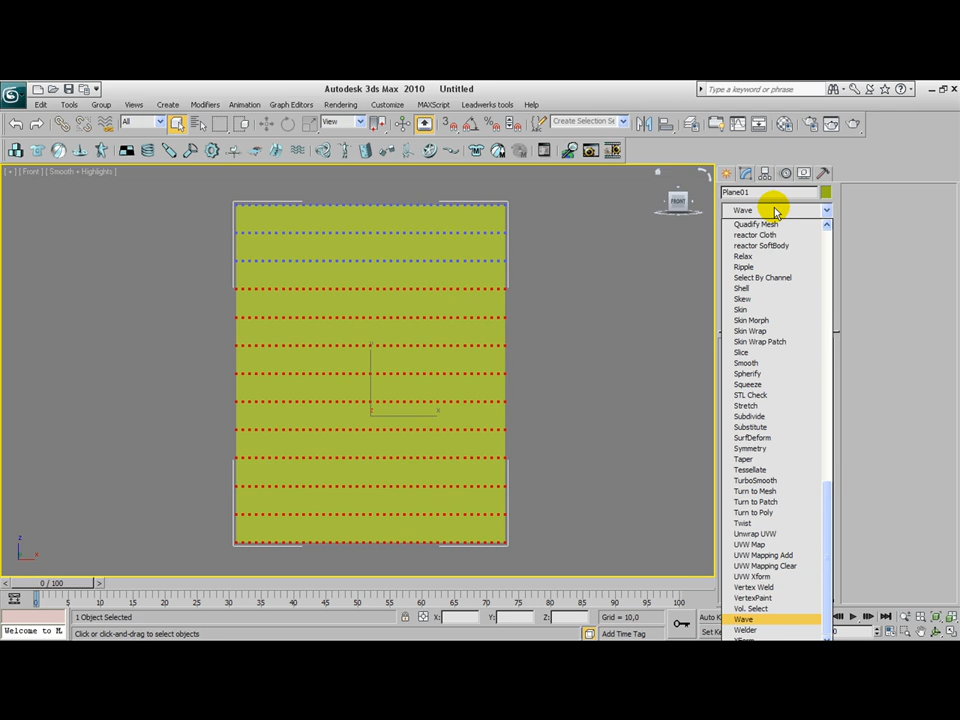 Autodesk 3ds Max 2010 Untitled
Type a keyword or phrase
Edit Tools Group Views Create Modifiers Animation Graph Editors Rendering Customize MAXScript Leadwerks tools Help
All
View
3
Create Selection Se
[ + ] [ Front ] [ Smooth + Highlights ]
FRONT
Plane01
Wave
Quadify Mesh
reactor Cloth
reactor SoftBody
Relax
Ripple
Select By Channel
Shell
Skew
Skin
Skin Morph
Skin Wrap
Skin Wrap Patch
Slice
Smooth
Spherify
Squeeze
STL Check
Stretch
Subdivide
Substitute
SurfDeform
Symmetry
Taper
Tessellate
TurboSmooth
Turn to Mesh
Turn to Patch
Turn to Poly
Twist
Unwrap UVW
UVW Map
UVW Mapping Add
UVW Mapping Clear
UVW Xform
Vertex Weld
VertexPaint
Vol. Select
Wave
Welder
z
x
0 / 100
0 5 10 15 20 25 30 35 40 45 50 55 60 65 70 75 80 85 90 95 100
1 Object Selected
X: Y: Z: Grid = 10,0
Auto K
Welcome to M
Click or click-and-drag to select objects
Add Time Tag
Set Ke